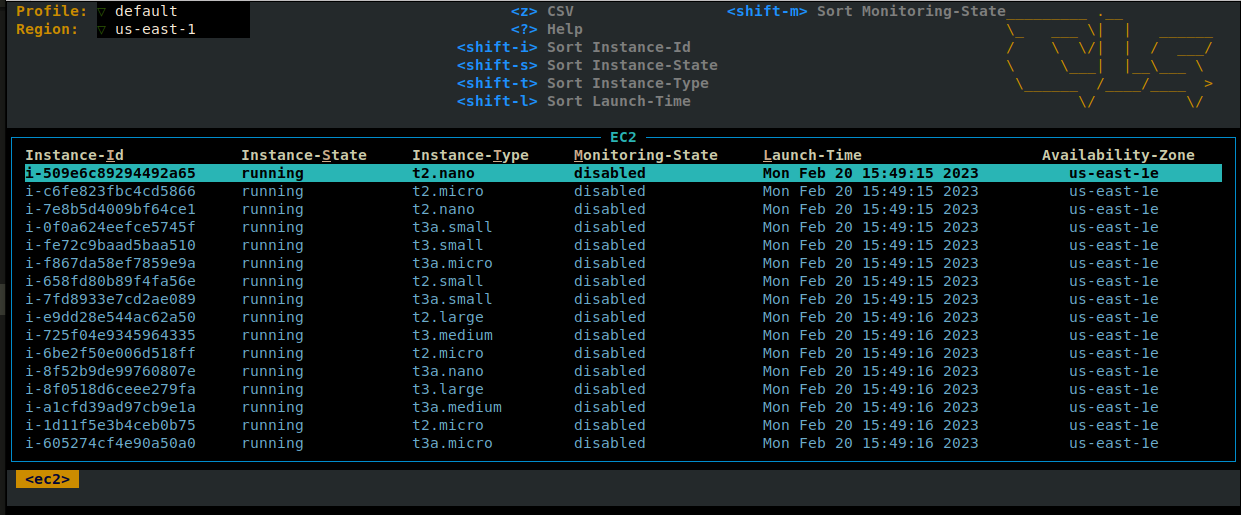 Profile: ▽ default <z> CSV <shift-m> Sort Monitoring-State
Region: ▽ us-east-1 <?> Help
<shift-i> Sort Instance-Id
<shift-s> Sort Instance-State
<shift-t> Sort Instance-Type
<shift-l> Sort Launch-Time
EC2
Instance-Id Instance-State Instance-Type Monitoring-State Launch-Time Availability-Zone
i-509e6c89294492a65 running t2.nano disabled Mon Feb 20 15:49:15 2023 us-east-1e
i-c6fe823fbc4cd5866 running t2.micro disabled Mon Feb 20 15:49:15 2023 us-east-1e
i-7e8b5d4009bf64ce1 running t2.nano disabled Mon Feb 20 15:49:15 2023 us-east-1e
i-0f0a624eefce5745f running t3a.small disabled Mon Feb 20 15:49:15 2023 us-east-1e
i-fe72c9baad5baa510 running t3.small disabled Mon Feb 20 15:49:15 2023 us-east-1e
i-f867da58ef7859e9a running t3a.micro disabled Mon Feb 20 15:49:15 2023 us-east-1e
i-658fd80b89f4fa56e running t2.small disabled Mon Feb 20 15:49:15 2023 us-east-1e
i-7fd8933e7cd2ae089 running t3a.small disabled Mon Feb 20 15:49:15 2023 us-east-1e
i-e9dd28e544ac62a50 running t2.large disabled Mon Feb 20 15:49:16 2023 us-east-1e
i-725f04e9345964335 running t3.medium disabled Mon Feb 20 15:49:16 2023 us-east-1e
i-6be2f50e006d518ff running t2.micro disabled Mon Feb 20 15:49:16 2023 us-east-1e
i-8f52b9de99760807e running t3a.nano disabled Mon Feb 20 15:49:16 2023 us-east-1e
i-8f0518d6ceee279fa running t3.large disabled Mon Feb 20 15:49:16 2023 us-east-1e
i-a1cfd39ad97cb9e1a running t3a.medium disabled Mon Feb 20 15:49:16 2023 us-east-1e
i-1d11f5e3b4ceb0b75 running t2.micro disabled Mon Feb 20 15:49:16 2023 us-east-1e
i-605274cf4e90a50a0 running t3a.micro disabled Mon Feb 20 15:49:16 2023 us-east-1e
<ec2>